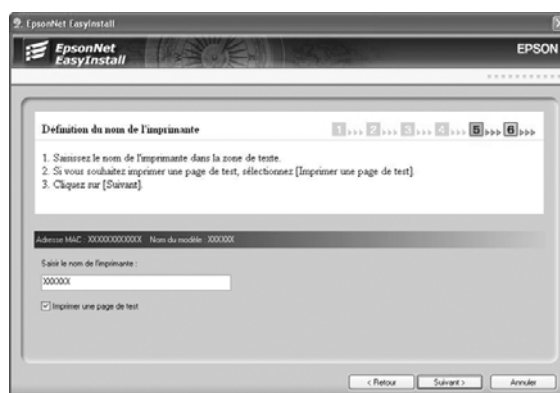 EpsonNet EasyInstall
EpsonNet
EasyInstall
EPSON
Définition du nom de l'imprimante
1 2 3 4 5 6
1. Saisissez le nom de l'imprimante dans la zone de texte.
2. Si vous souhaitez imprimer une page de test, sélectionnez [Imprimer une page de test].
3. Cliquez sur [Suivant].
Adresse MAC : XXXXXXXXXXXX Nom du modèle : XXXXXX
Saisir le nom de l'imprimante :
XXXXXX
Imprimer une page de test
< Retour Suivant > Annuler